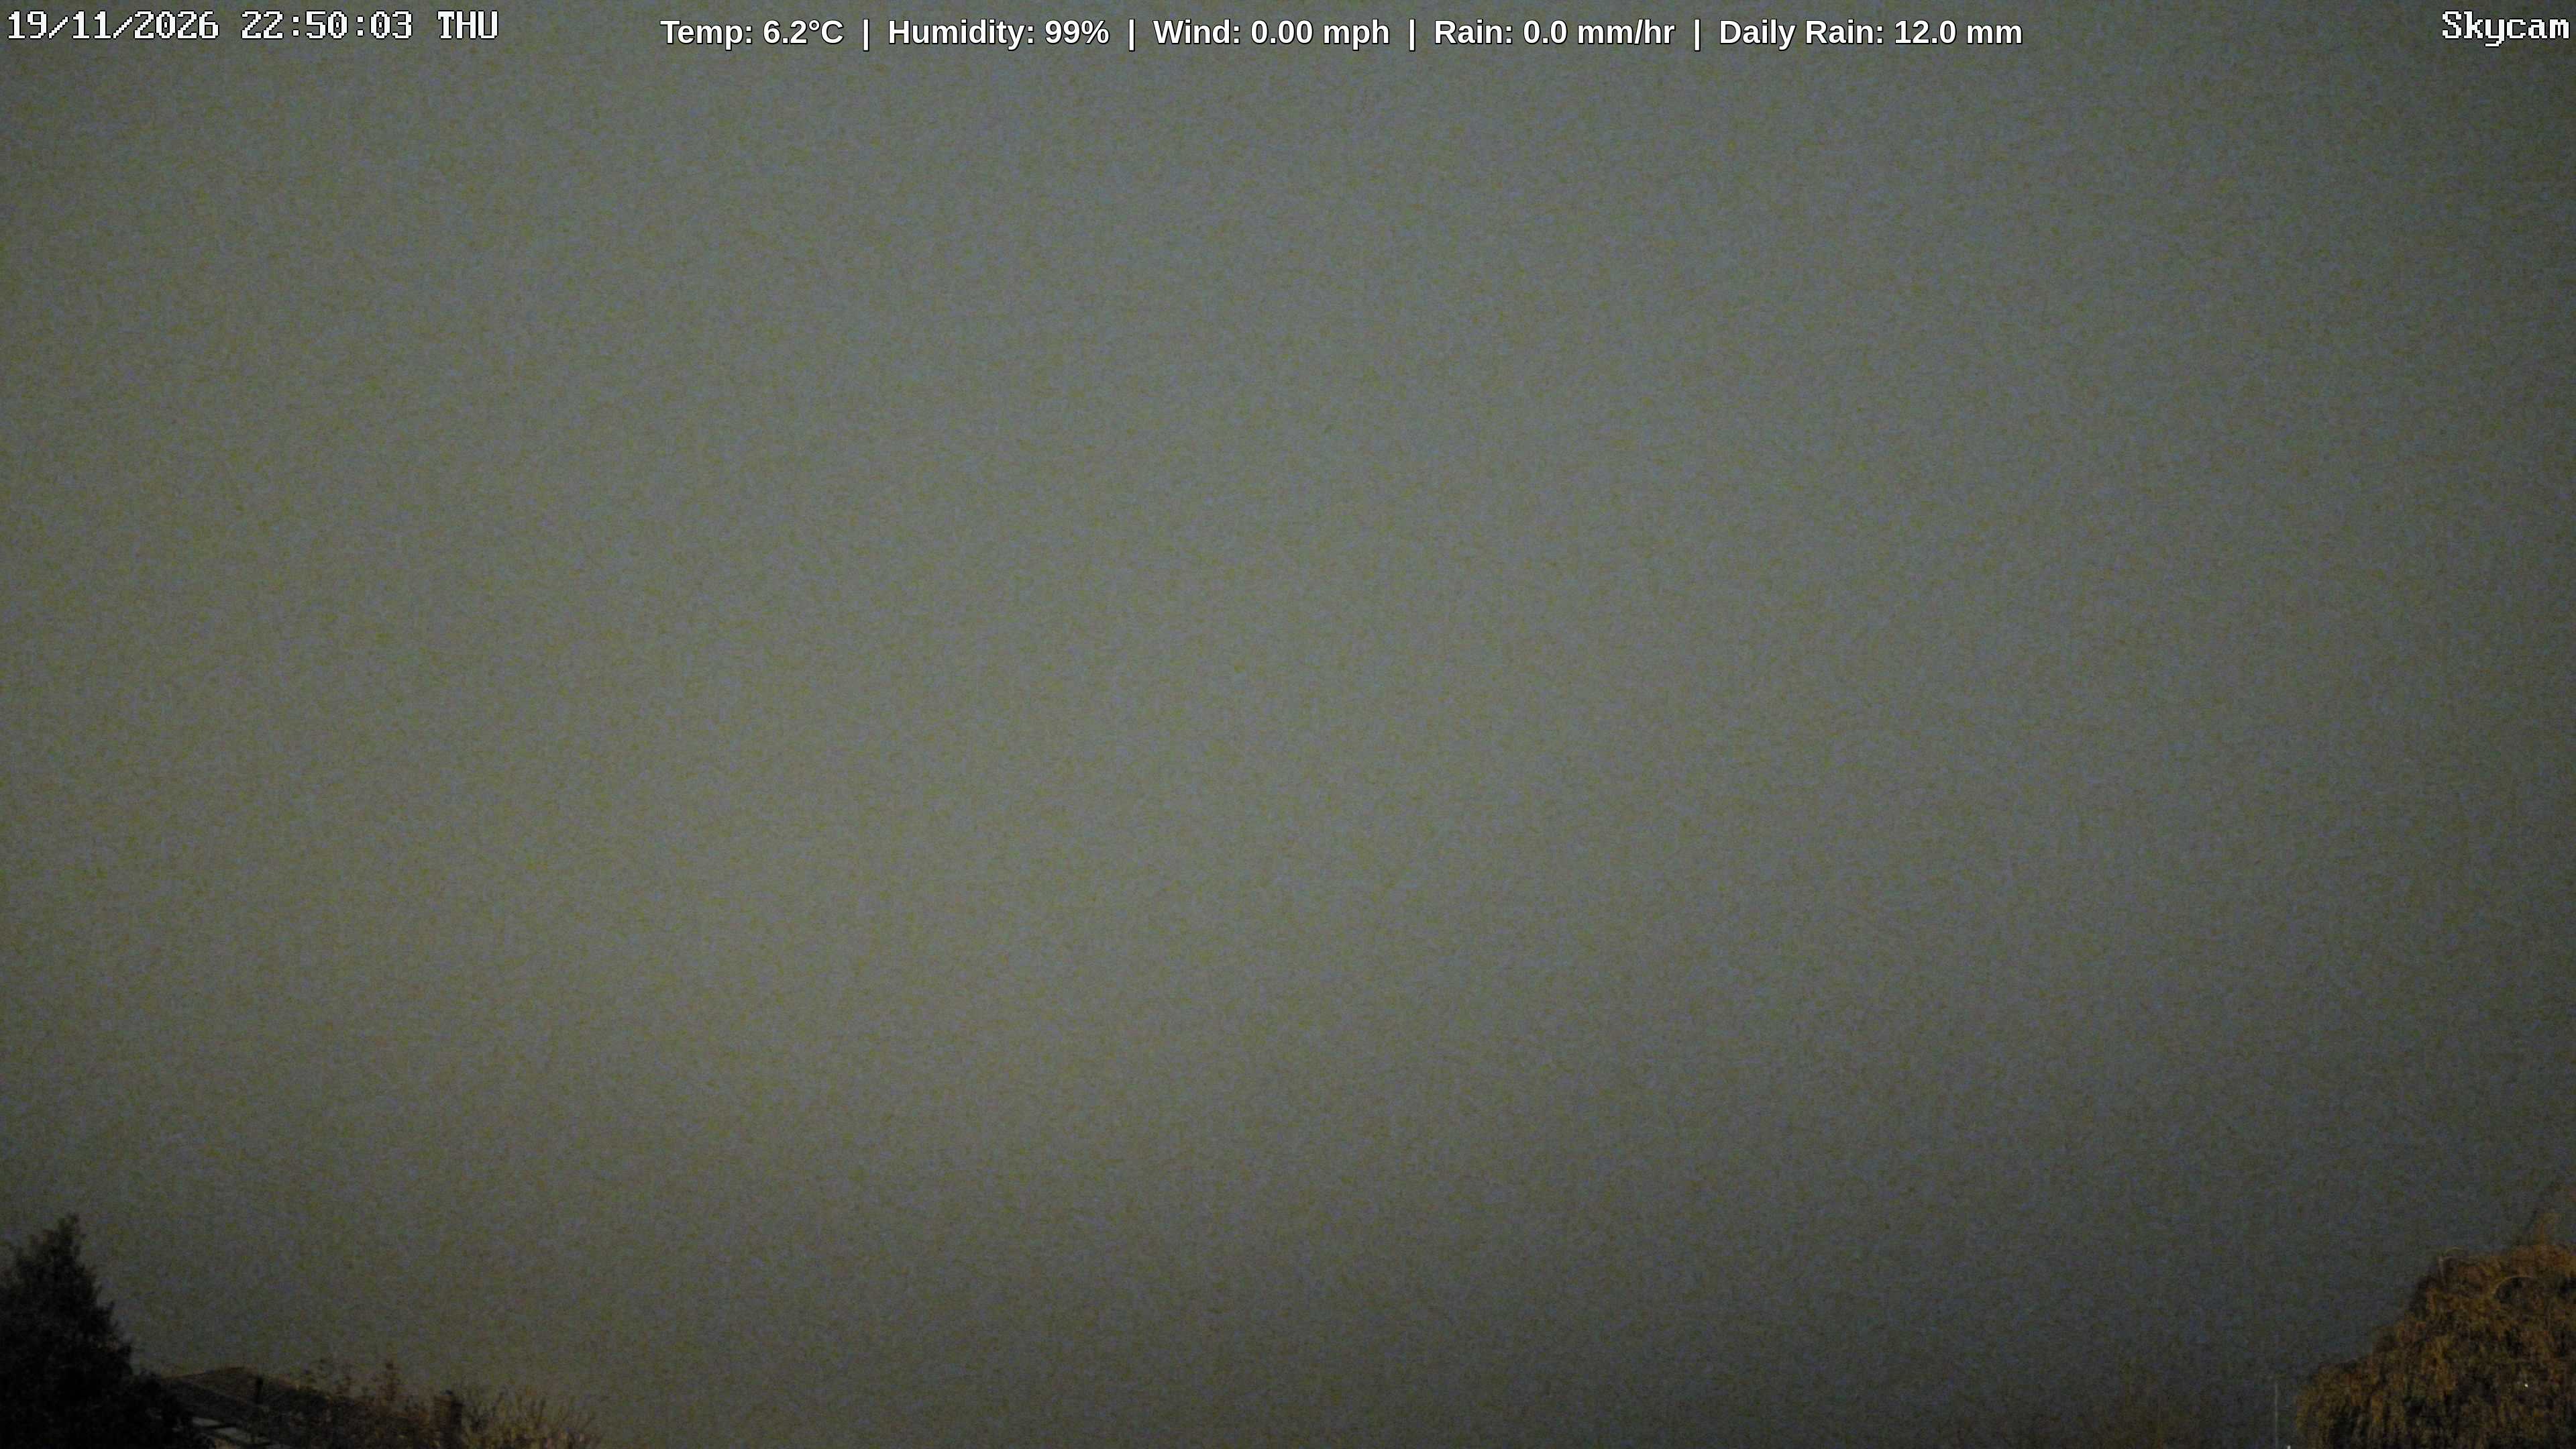 19/11/2026 22:50:03 THU
Temp: 6.2°C | Humidity: 99% | Wind: 0.00 mph | Rain: 0.0 mm/hr | Daily Rain: 12.0 mm
Skycam